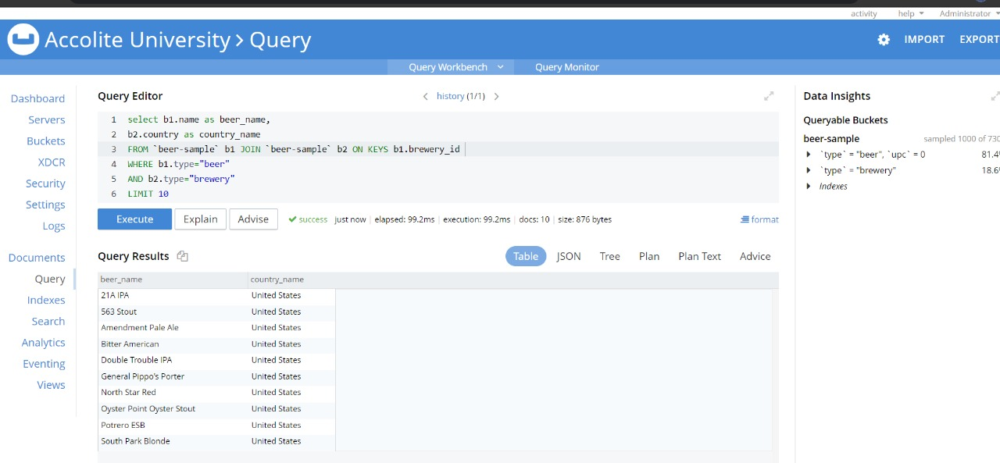 activity help Administrator
Accolite University > Query
IMPORT EXPORT
Query Workbench Query Monitor
Dashboard
Servers
Buckets
XDCR
Security
Settings
Logs
Documents
Query
Indexes
Search
Analytics
Eventing
Views
Query Editor
history (1/1)
1 select b1.name as beer_name,
2 b2.country as country_name
3 FROM `beer-sample` b1 JOIN `beer-sample` b2 ON KEYS b1.brewery_id
4 WHERE b1.type="beer"
5 AND b2.type="brewery"
6 LIMIT 10
Execute Explain Advise success just now | elapsed: 99.2ms | execution: 99.2ms | docs: 10 | size: 876 bytes format
Query Results
Table JSON Tree Plan Plan Text Advice
beer_name country_name
21A IPA United States
563 Stout United States
Amendment Pale Ale United States
Bitter American United States
Double Trouble IPA United States
General Pippo's Porter United States
North Star Red United States
Oyster Point Oyster Stout United States
Potrero ESB United States
South Park Blonde United States
Data Insights
Queryable Buckets
beer-sample sampled 1000 of 730
`type` = "beer", `upc` = 0 81.4
`type` = "brewery" 18.6
Indexes